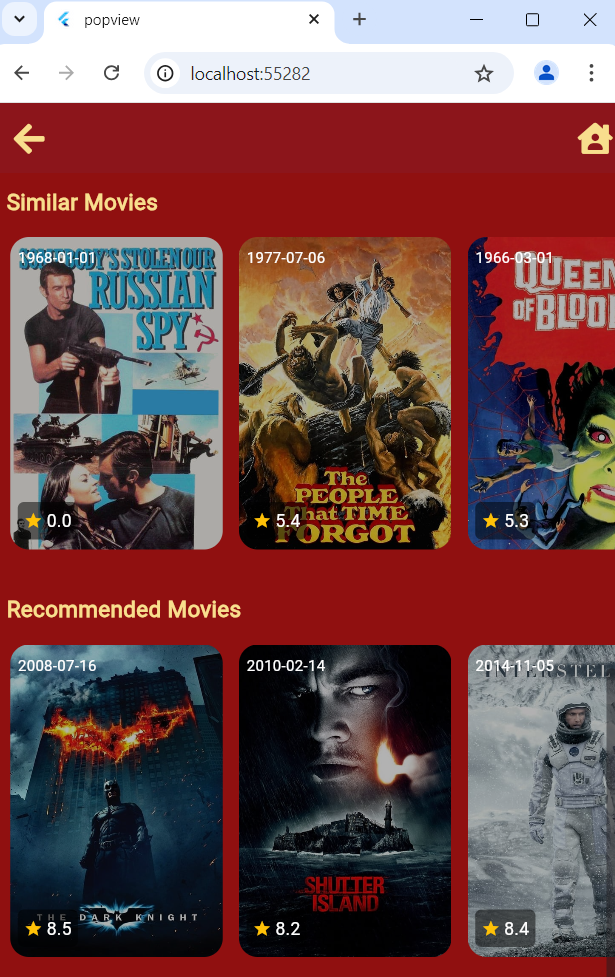 popview
localhost:55282
Similar Movies
1968-01-01
SOMEBODY'S STOLEN OUR
RUSSIAN
SPY
0.0
1977-07-06
The
PEOPLE
that TIME
FORGOT
5.4
1966-03-01
QUEEN
OF BLOO
5.3
Recommended Movies
2008-07-16
THE DARK KNIGHT
8.5
2010-02-14
SHUTTER
ISLAND
8.2
2014-11-05
INTERSTEL
8.4